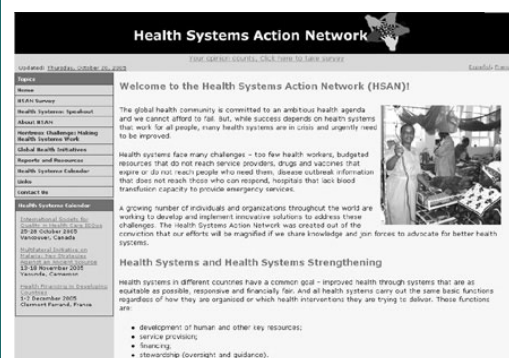 Health Systems Action Network
Your opinion counts, Click here to take survey
Updated: Thursday, October 20, 2005
Español
Topics
Home
HSAN Survey
Health Systems: Speakout
About HSAN
Montreux Challenge: Making
Health Systems Work
Global Health Initiatives
Reports and Resources
Health Systems Calendar
Links
Contact Us
Health Systems Calendar
International Society for
Quality in Health Care
25-28 October 2005
Vancouver, Canada
Multilateral Initiative on
Malaria: New Strategies
Against an Ancient Scourge
13-18 November 2005
Yaounde, Cameroon
Health Financing in Developing
Countries
1-2 December 2005
Clermont Ferrand, France
Welcome to the Health Systems Action Network (HSAN)!
The global health community is committed to an ambitious health agenda
and we cannot afford to fail. But, while success depends on health systems
that work for all people, many health systems are in crisis and urgently need
to be improved.
Health systems face many challenges – too few health workers, budgeted
resources that do not reach service providers, drugs and vaccines that
expire or do not reach people who need them, disease outbreak information
that does not reach those who can respond, hospitals that lack blood
transfusion capacity to provide emergency services.
A growing number of individuals and organizations throughout the world are
working to develop and implement innovative solutions to address these
challenges. The Health Systems Action Network was created out of the
conviction that our efforts will be magnified if we share knowledge and join forces to advocate for better health
systems.
Health Systems and Health Systems Strengthening
Health systems in different countries have a common goal – improved health through systems that are as
equitable as possible, responsive and financially fair. And all health systems carry out the same basic functions
regardless of how they are organised or which health interventions they are trying to deliver. These functions
are:
• development of human and other key resources;
• service provision;
• financing;
• stewardship (oversight and guidance).